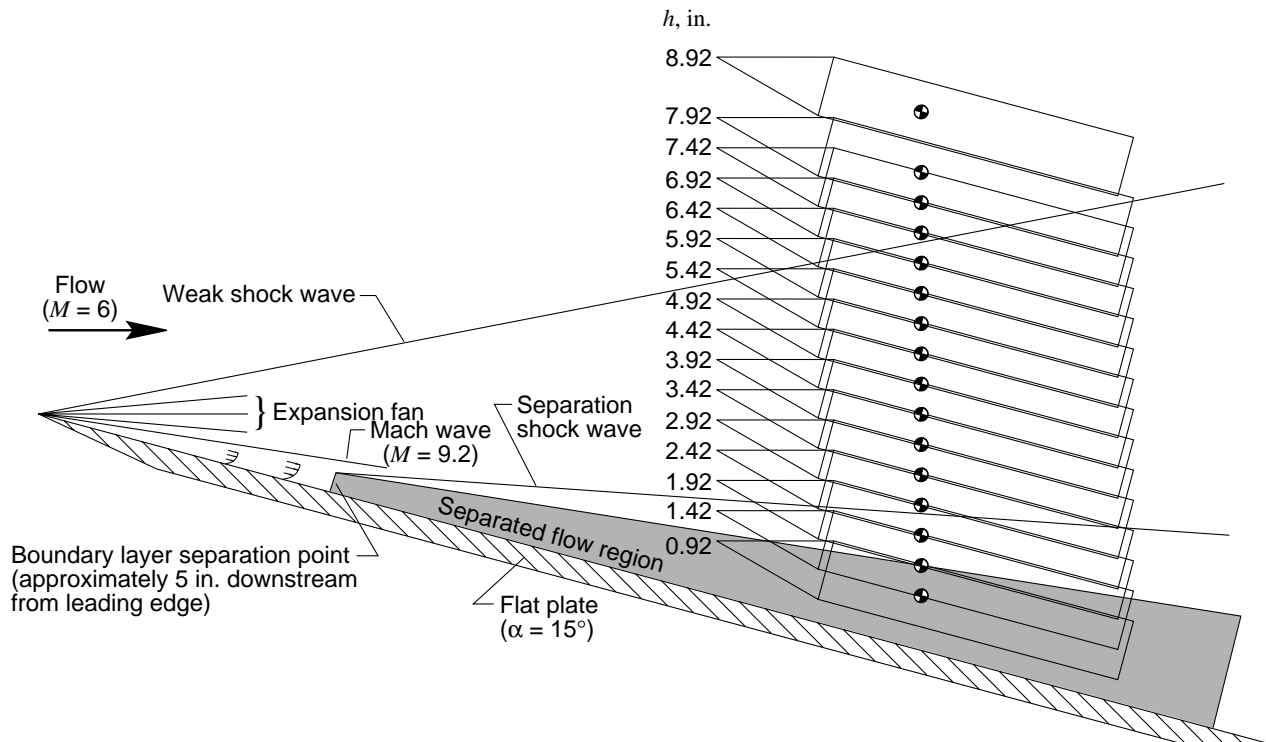 h, in.
8.92
7.92
7.42
6.92
6.42
5.92
5.42
4.92
4.42
3.92
3.42
2.92
2.42
1.92
1.42
0.92
Flow
(M = 6)
Weak shock wave
Expansion fan
Mach wave
(M = 9.2)
Separation
shock wave
Separated flow region
Boundary layer separation point
(approximately 5 in. downstream
from leading edge)
Flat plate
(α = 15°)